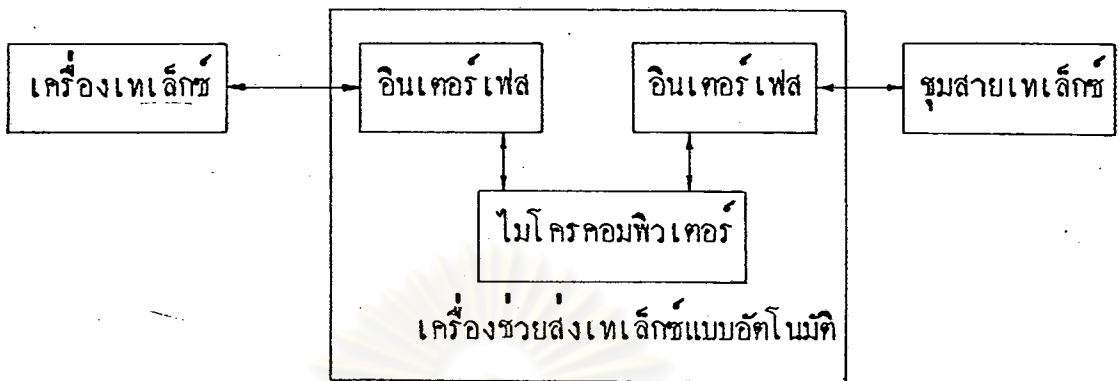 เครื่องเทเล็กซ์
อินเตอร์เฟส
อินเตอร์เฟส
ชุมสายเทเล็กซ์
ไมโครคอมพิวเตอร์
เครื่องช่วยส่งเทเล็กซ์แบบอัตโนมัติ